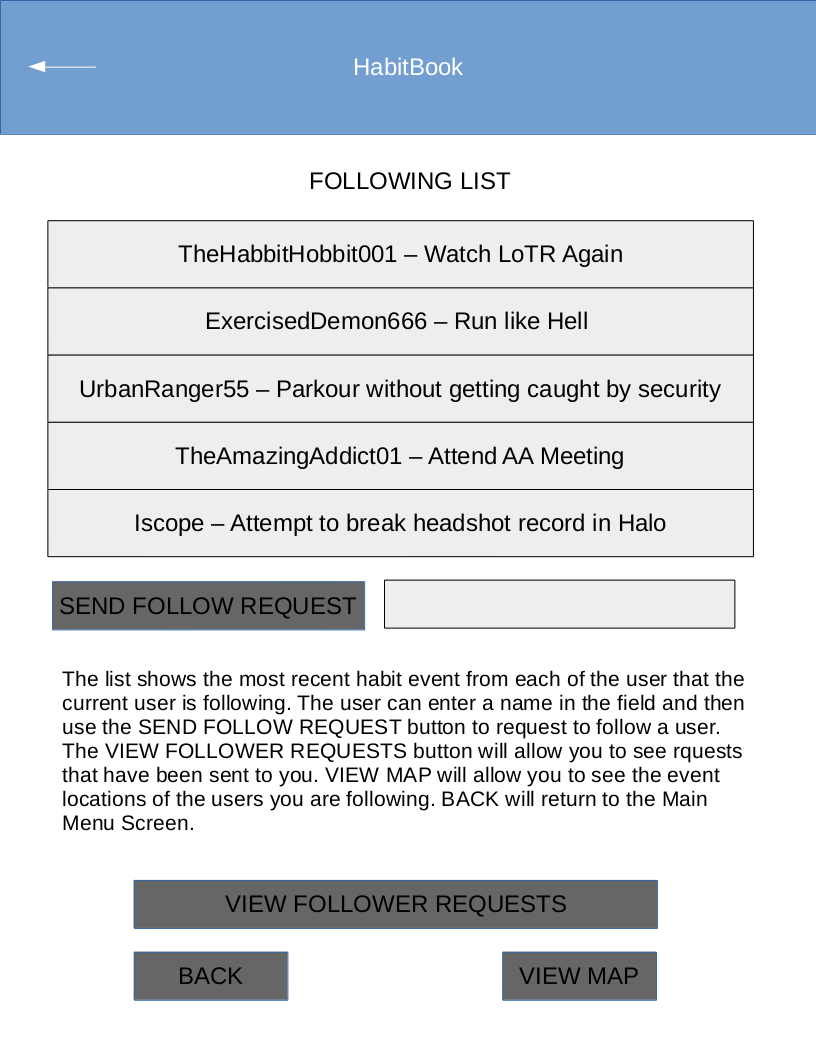 HabitBook
FOLLOWING LIST
TheHabbitHobbit001 – Watch LoTR Again
ExercisedDemon666 – Run like Hell
UrbanRanger55 – Parkour without getting caught by security
TheAmazingAddict01 – Attend AA Meeting
Iscope – Attempt to break headshot record in Halo
SEND FOLLOW REQUEST
The list shows the most recent habit event from each of the user that the
current user is following. The user can enter a name in the field and then
use the SEND FOLLOW REQUEST button to request to follow a user.
The VIEW FOLLOWER REQUESTS button will allow you to see rquests
that have been sent to you. VIEW MAP will allow you to see the event
locations of the users you are following. BACK will return to the Main
Menu Screen.
VIEW FOLLOWER REQUESTS
BACK
VIEW MAP